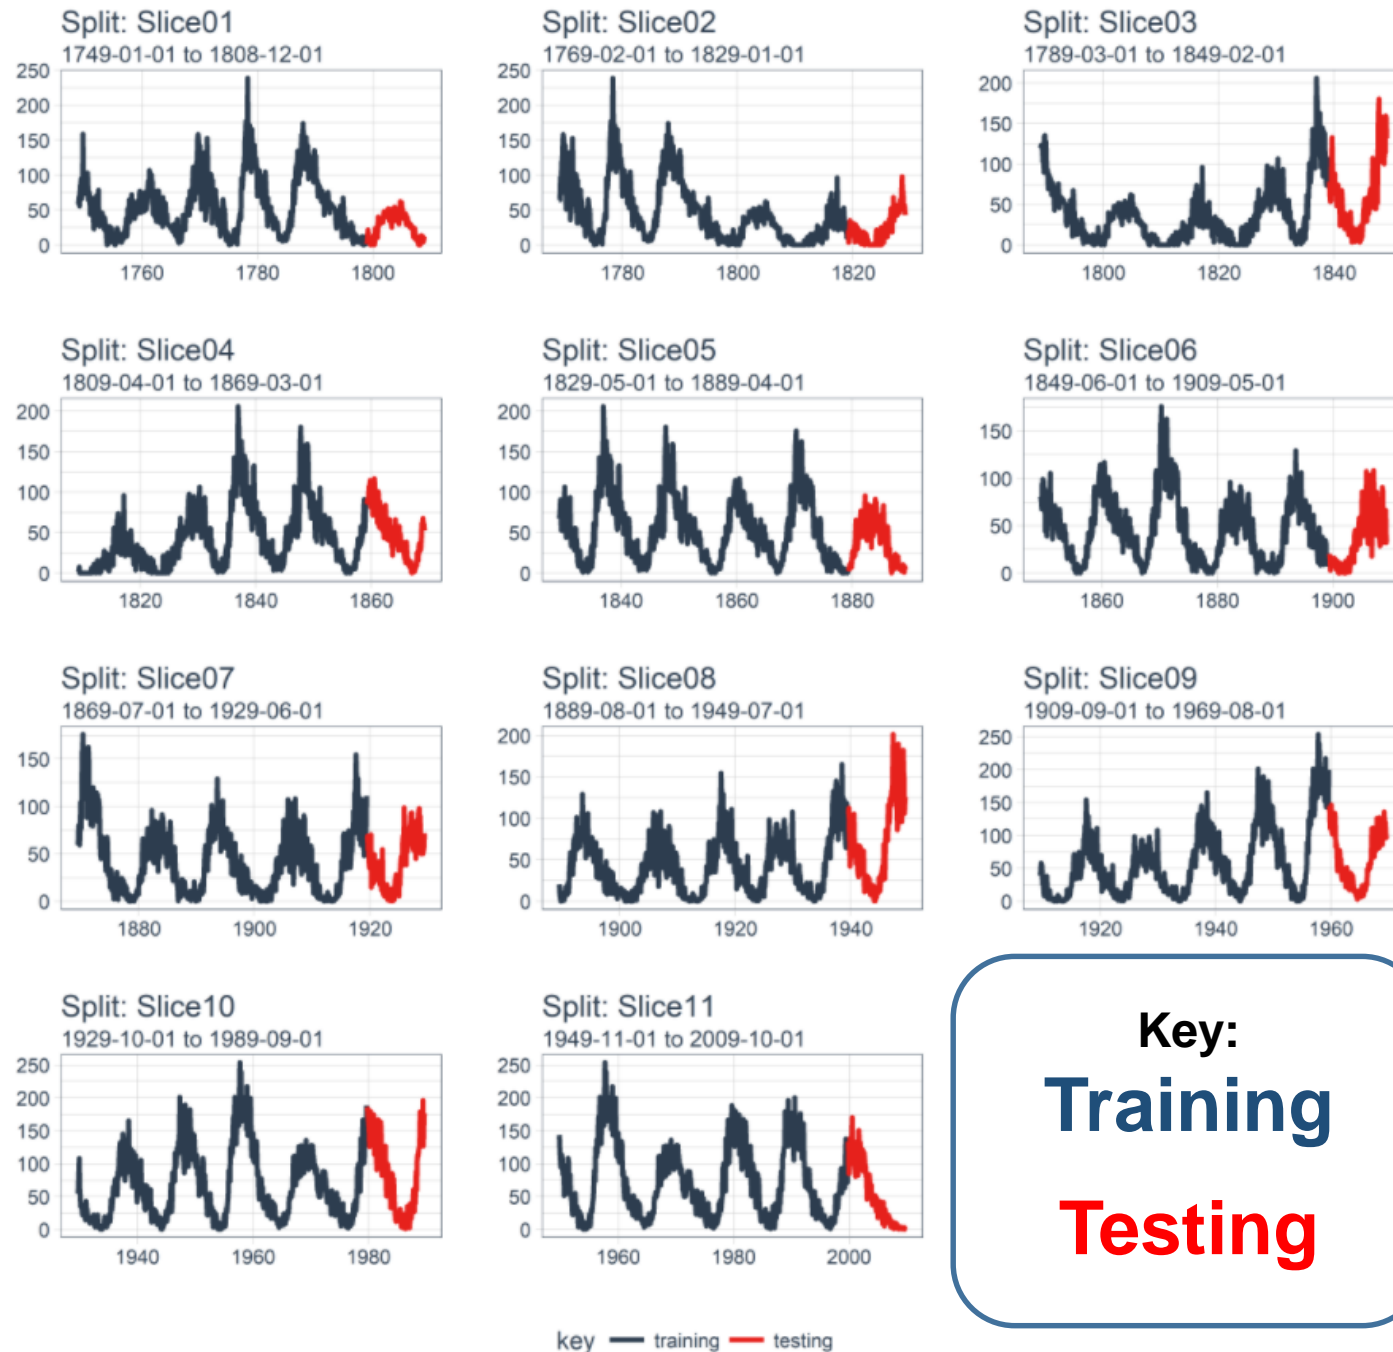 Split: Slice01
1749-01-01 to 1808-12-01
250
200
150
100
50
0
1760 1780 1800
Split: Slice02
1769-02-01 to 1829-01-01
250
200
150
100
50
0
1780 1800 1820
Split: Slice03
1789-03-01 to 1849-02-01
200
150
100
50
0
1800 1820 1840
Split: Slice04
1809-04-01 to 1869-03-01
200
150
100
50
0
1820 1840 1860
Split: Slice05
1829-05-01 to 1889-04-01
200
150
100
50
0
1840 1860 1880
Split: Slice06
1849-06-01 to 1909-05-01
150
100
50
0
1860 1880 1900
Split: Slice07
1869-07-01 to 1929-06-01
150
100
50
0
1880 1900 1920
Split: Slice08
1889-08-01 to 1949-07-01
200
150
100
50
0
1900 1920 1940
Split: Slice09
1909-09-01 to 1969-08-01
250
200
150
100
50
0
1920 1940 1960
Split: Slice10
1929-10-01 to 1989-09-01
250
200
150
100
50
0
1940 1960 1980
Split: Slice11
1949-11-01 to 2009-10-01
250
200
150
100
50
0
1960 1980 2000
Key:
Training
Testing
key training testing